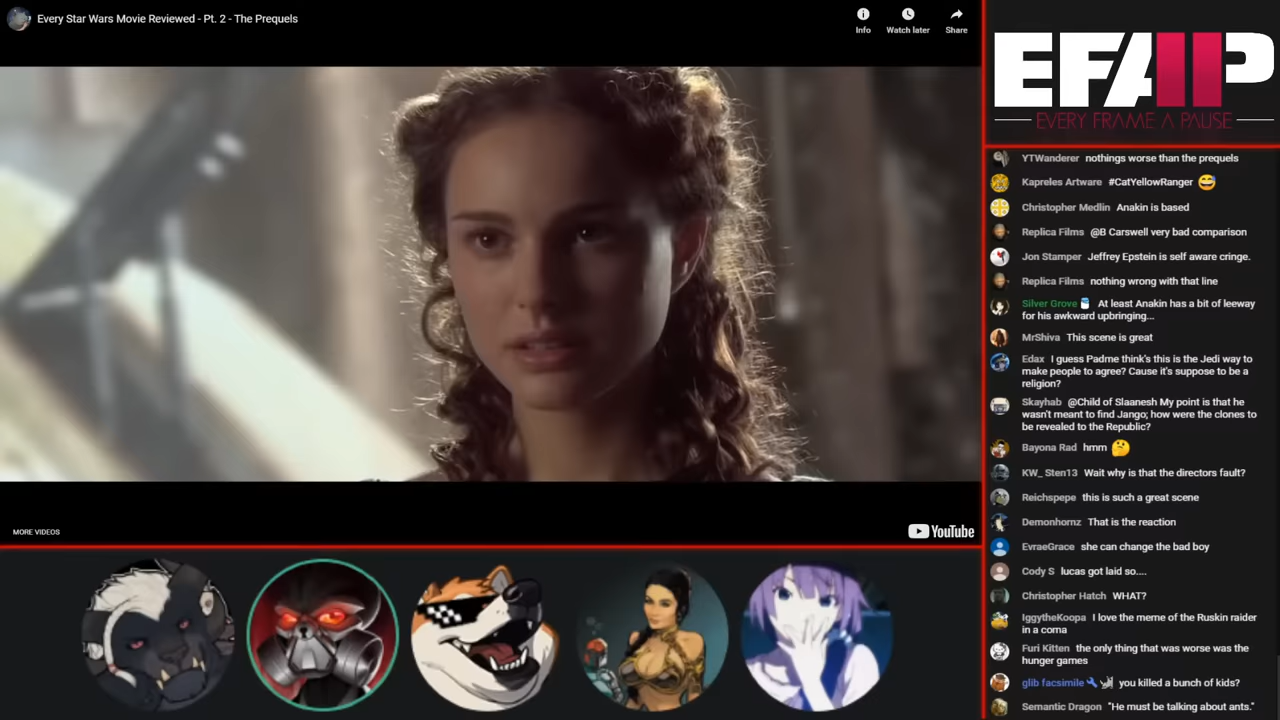 Every Star Wars Movie Reviewed - Pt. 2 - The Prequels
Info
Watch later
Share
EFAP
EVERY FRAME A PAUSE
YTWanderer nothings worse than the prequels
Kapreles Artware #CatYellowRanger 😅
Christopher Medlin Anakin is based
Replica Films @B Carswell very bad comparison
Jon Stamper Jeffrey Epstein is self aware cringe.
Replica Films nothing wrong with that line
Silver Grove At least Anakin has a bit of leeway
for his awkward upbringing...
MrShiva This scene is great
Edax I guess Padme think's this is the Jedi way to
make people to agree? Cause it's suppose to be a
religion?
Skayhab @Child of Slaanesh My point is that he
wasn't meant to find Jango; how were the clones to
be revealed to the Republic?
Bayona Rad hmm 🤔
KW_Sten13 Wait why is that the directors fault?
Reichspepe this is such a great scene
Demonhornz That is the reaction
EvraeGrace she can change the bad boy
Cody S lucas got laid so....
Christopher Hatch WHAT?
IggytheKoopa I love the meme of the Ruskin raider
in a coma
Furi Kitten the only thing that was worse was the
hunger games
glib facsimile you killed a bunch of kids?
Semantic Dragon "He must be talking about ants."
MORE VIDEOS
YouTube